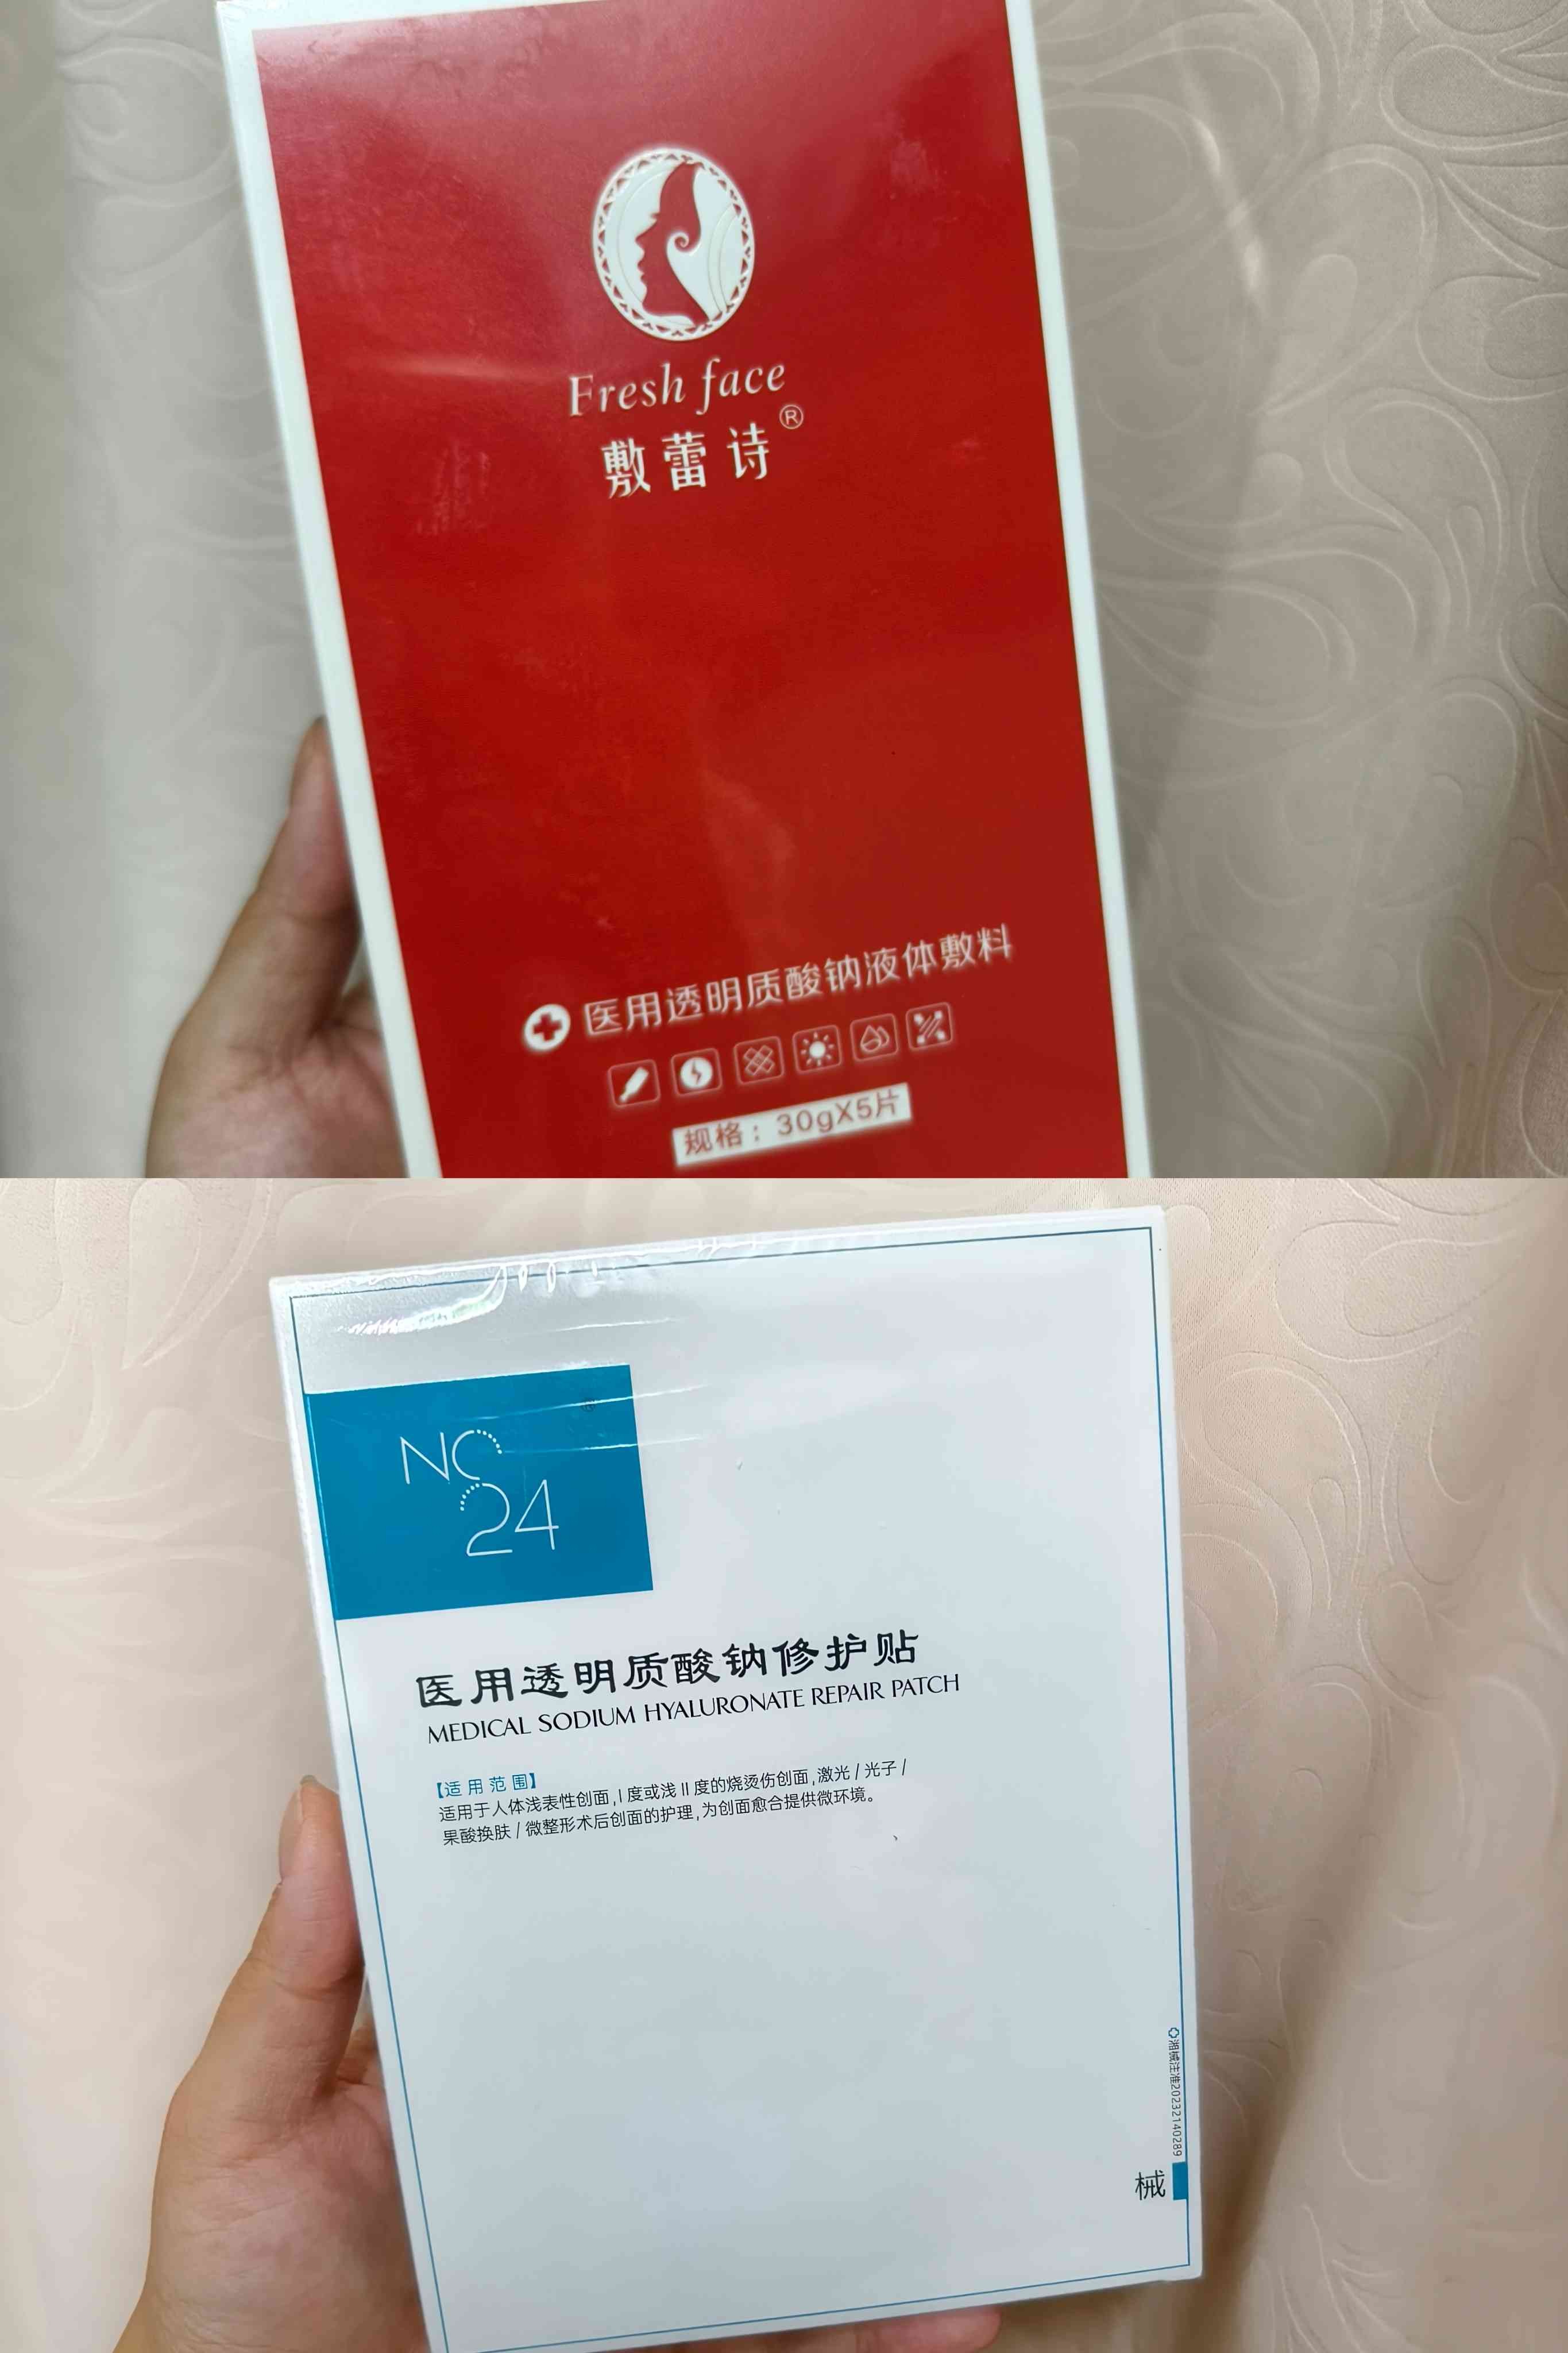 Fresh face
敷蕾诗®
医用透明质酸钠液体敷料
规格：30gX5片
NC
24
医用透明质酸钠修护贴
MEDICAL SODIUM HYALURONATE REPAIR PATCH
【适用范围】
适用于人体浅表性创面,I度或浅II度的烧烫伤创面,激光/光子/
果酸换肤/微整形术后创面的护理,为创面愈合提供微环境。
湘械注准20232140289
械